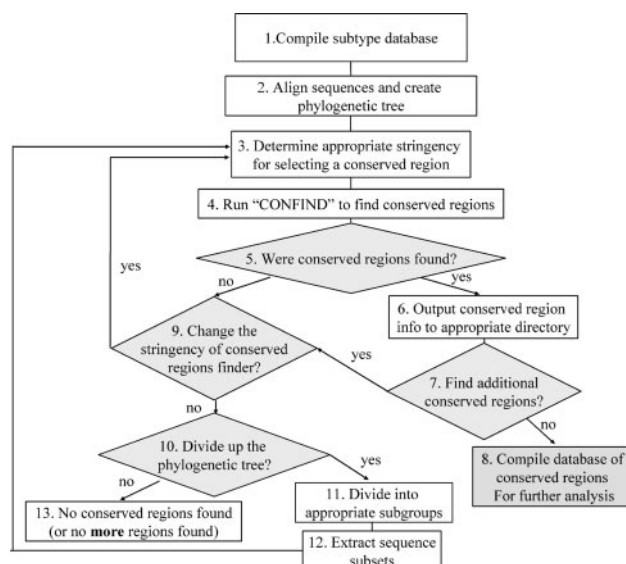 1.Compile subtype database
2. Align sequences and create
phylogenetic tree
3. Determine appropriate stringency
for selecting a conserved region
4. Run "CONFIND" to find conserved regions
5. Were conserved regions found?
yes
no
yes
6. Output conserved region
info to appropriate directory
9. Change the
stringency of conserved
regions finder?
yes
7. Find additional
conserved regions?
no
no
10. Divide up the
phylogenetic tree?
yes
8. Compile database of
conserved regions
For further analysis
no
11. Divide into
appropriate subgroups
13. No conserved regions found
(or no more regions found)
12. Extract sequence
subsets